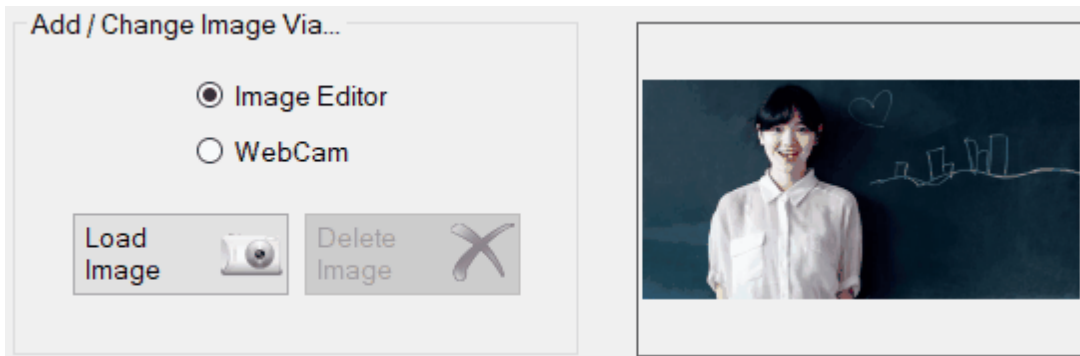 Add / Change Image Via...
Image Editor
WebCam
Load
Image
Delete
Image